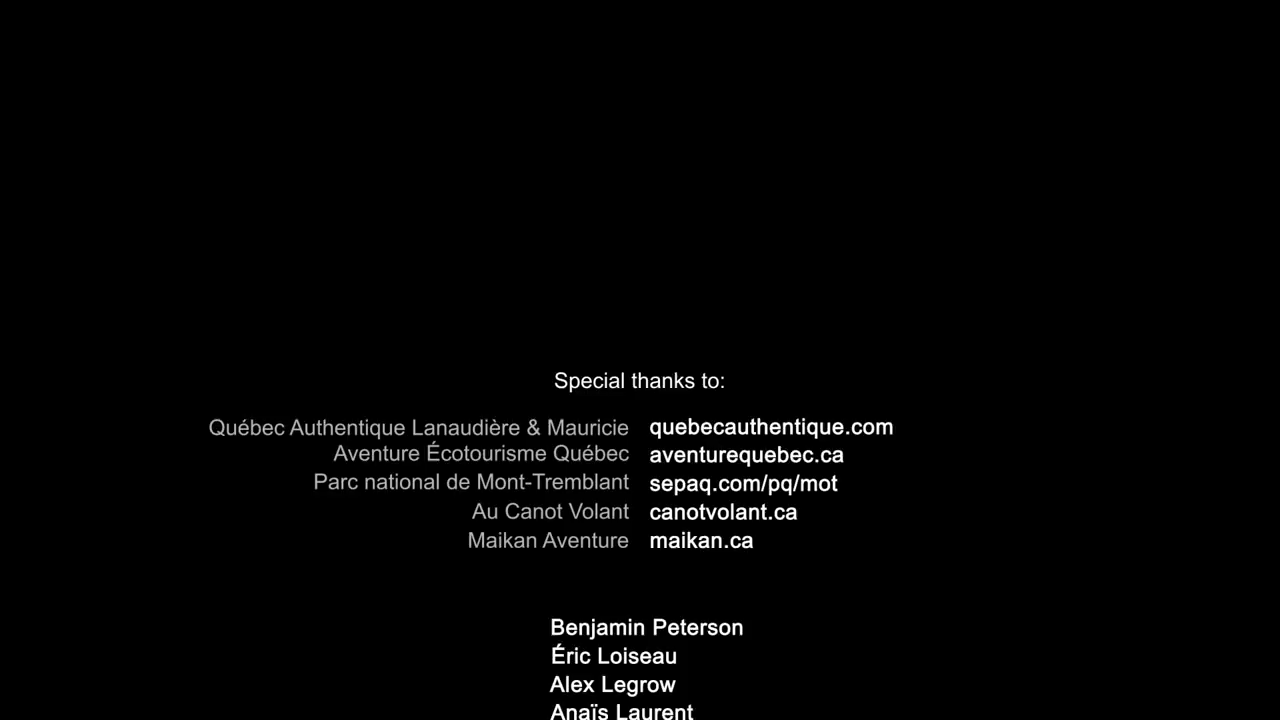 Special thanks to:
Québec Authentique Lanaudière & Mauricie quebecauthentique.com
Aventure Écotourisme Québec aventurequebec.ca
Parc national de Mont-Tremblant sepaq.com/pq/mot
Au Canot Volant canotvolant.ca
Maikan Aventure maikan.ca
Benjamin Peterson
Éric Loiseau
Alex Legrow
Anaïs Laurent